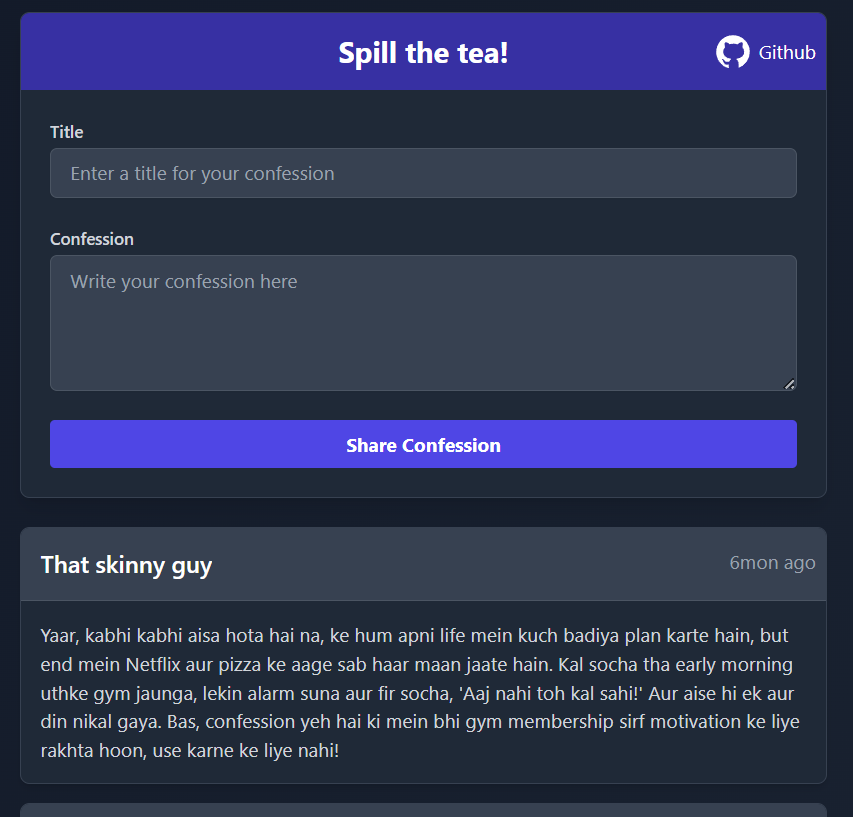 Spill the tea!
Github
Title
Enter a title for your confession
Confession
Write your confession here
Share Confession
That skinny guy
6mon ago
Yaar, kabhi kabhi aisa hota hai na, ke hum apni life mein kuch badiya plan karte hain, but
end mein Netflix aur pizza ke aage sab haar maan jaate hain. Kal socha tha early morning
uthke gym jaunga, lekin alarm suna aur fir socha, 'Aaj nahi toh kal sahi!' Aur aise hi ek aur
din nikal gaya. Bas, confession yeh hai ki mein bhi gym membership sirf motivation ke liye
rakhta hoon, use karne ke liye nahi!